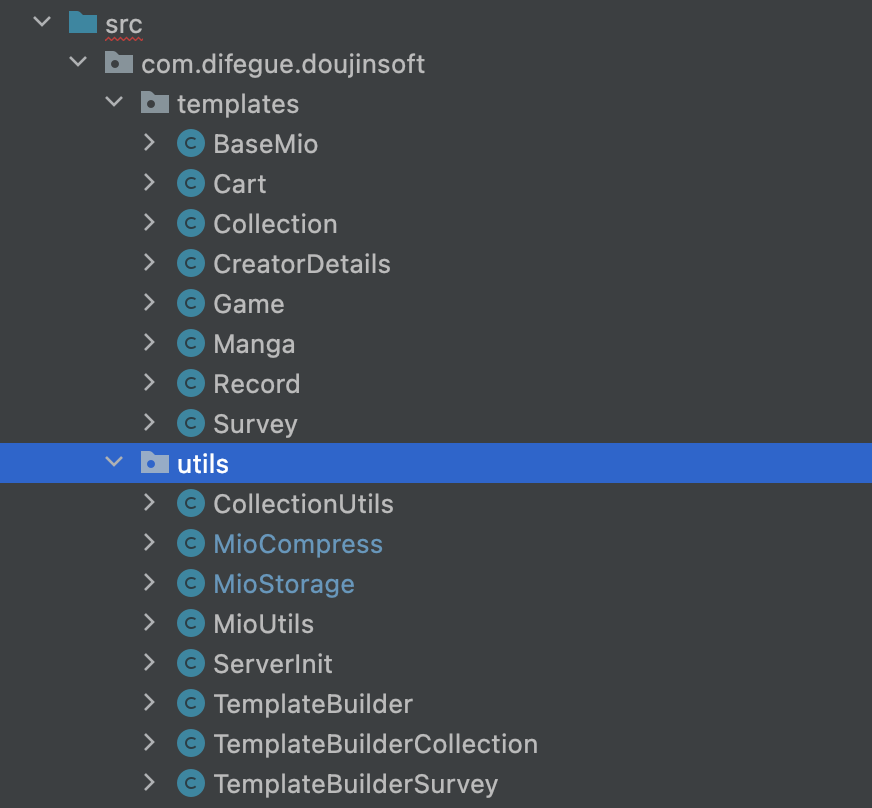 src
com.difegue.doujinsoft
templates
C BaseMio
C Cart
C Collection
C CreatorDetails
C Game
C Manga
C Record
C Survey
utils
C CollectionUtils
C MioCompress
C MioStorage
C MioUtils
C ServerInit
C TemplateBuilder
C TemplateBuilderCollection
C TemplateBuilderSurvey